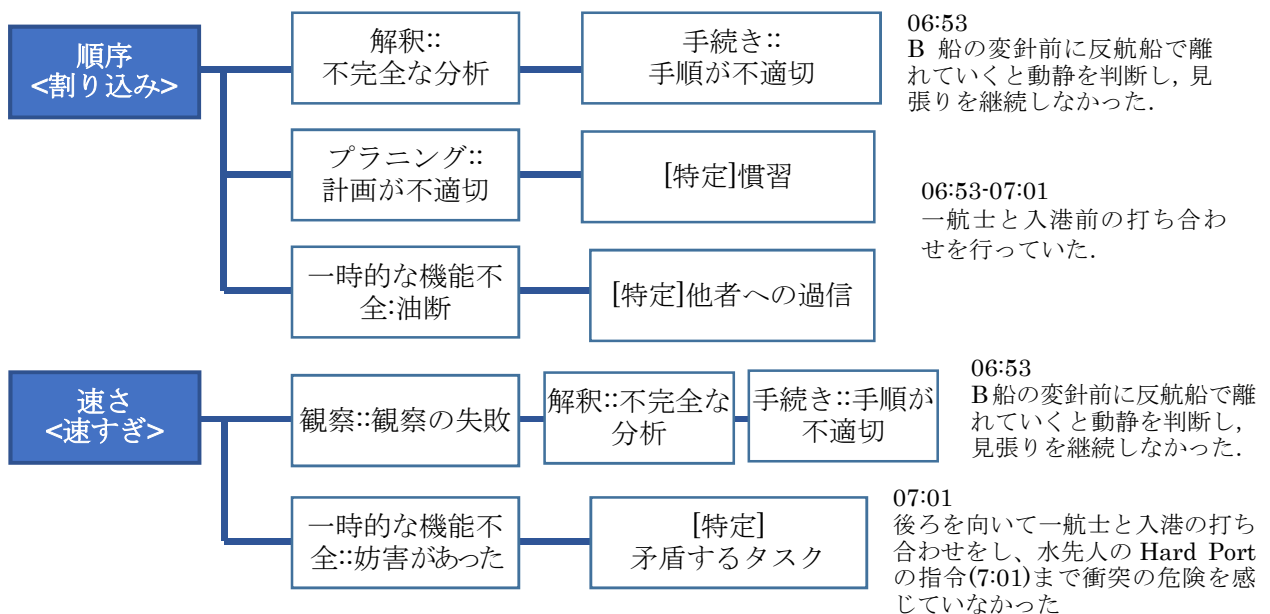 順序
<割り込み>
解釈::
不完全な分析
手続き::
手順が不適切
06:53
B 船の変針前に反航船で離
れていくと動静を判断し, 見
張りを継続しなかった.
プラニング::
計画が不適切
[特定]慣習
06:53-07:01
一航士と入港前の打ち合わ
せを行っていた.
一時的な機能不
全:油断
[特定]他者への過信
速さ
<速すぎ>
観察::観察の失敗
解釈::不完全な
分析
手続き::手順が
不適切
06:53
B船の変針前に反航船で離
れていくと動静を判断し,
見張りを継続しなかった.
一時的な機能不
全::妨害があった
[特定]
矛盾するタスク
07:01
後ろを向いて一航士と入港の打ち
合わせをし、水先人の Hard Port
の指令(7:01)まで衝突の危険を感
じていなかった